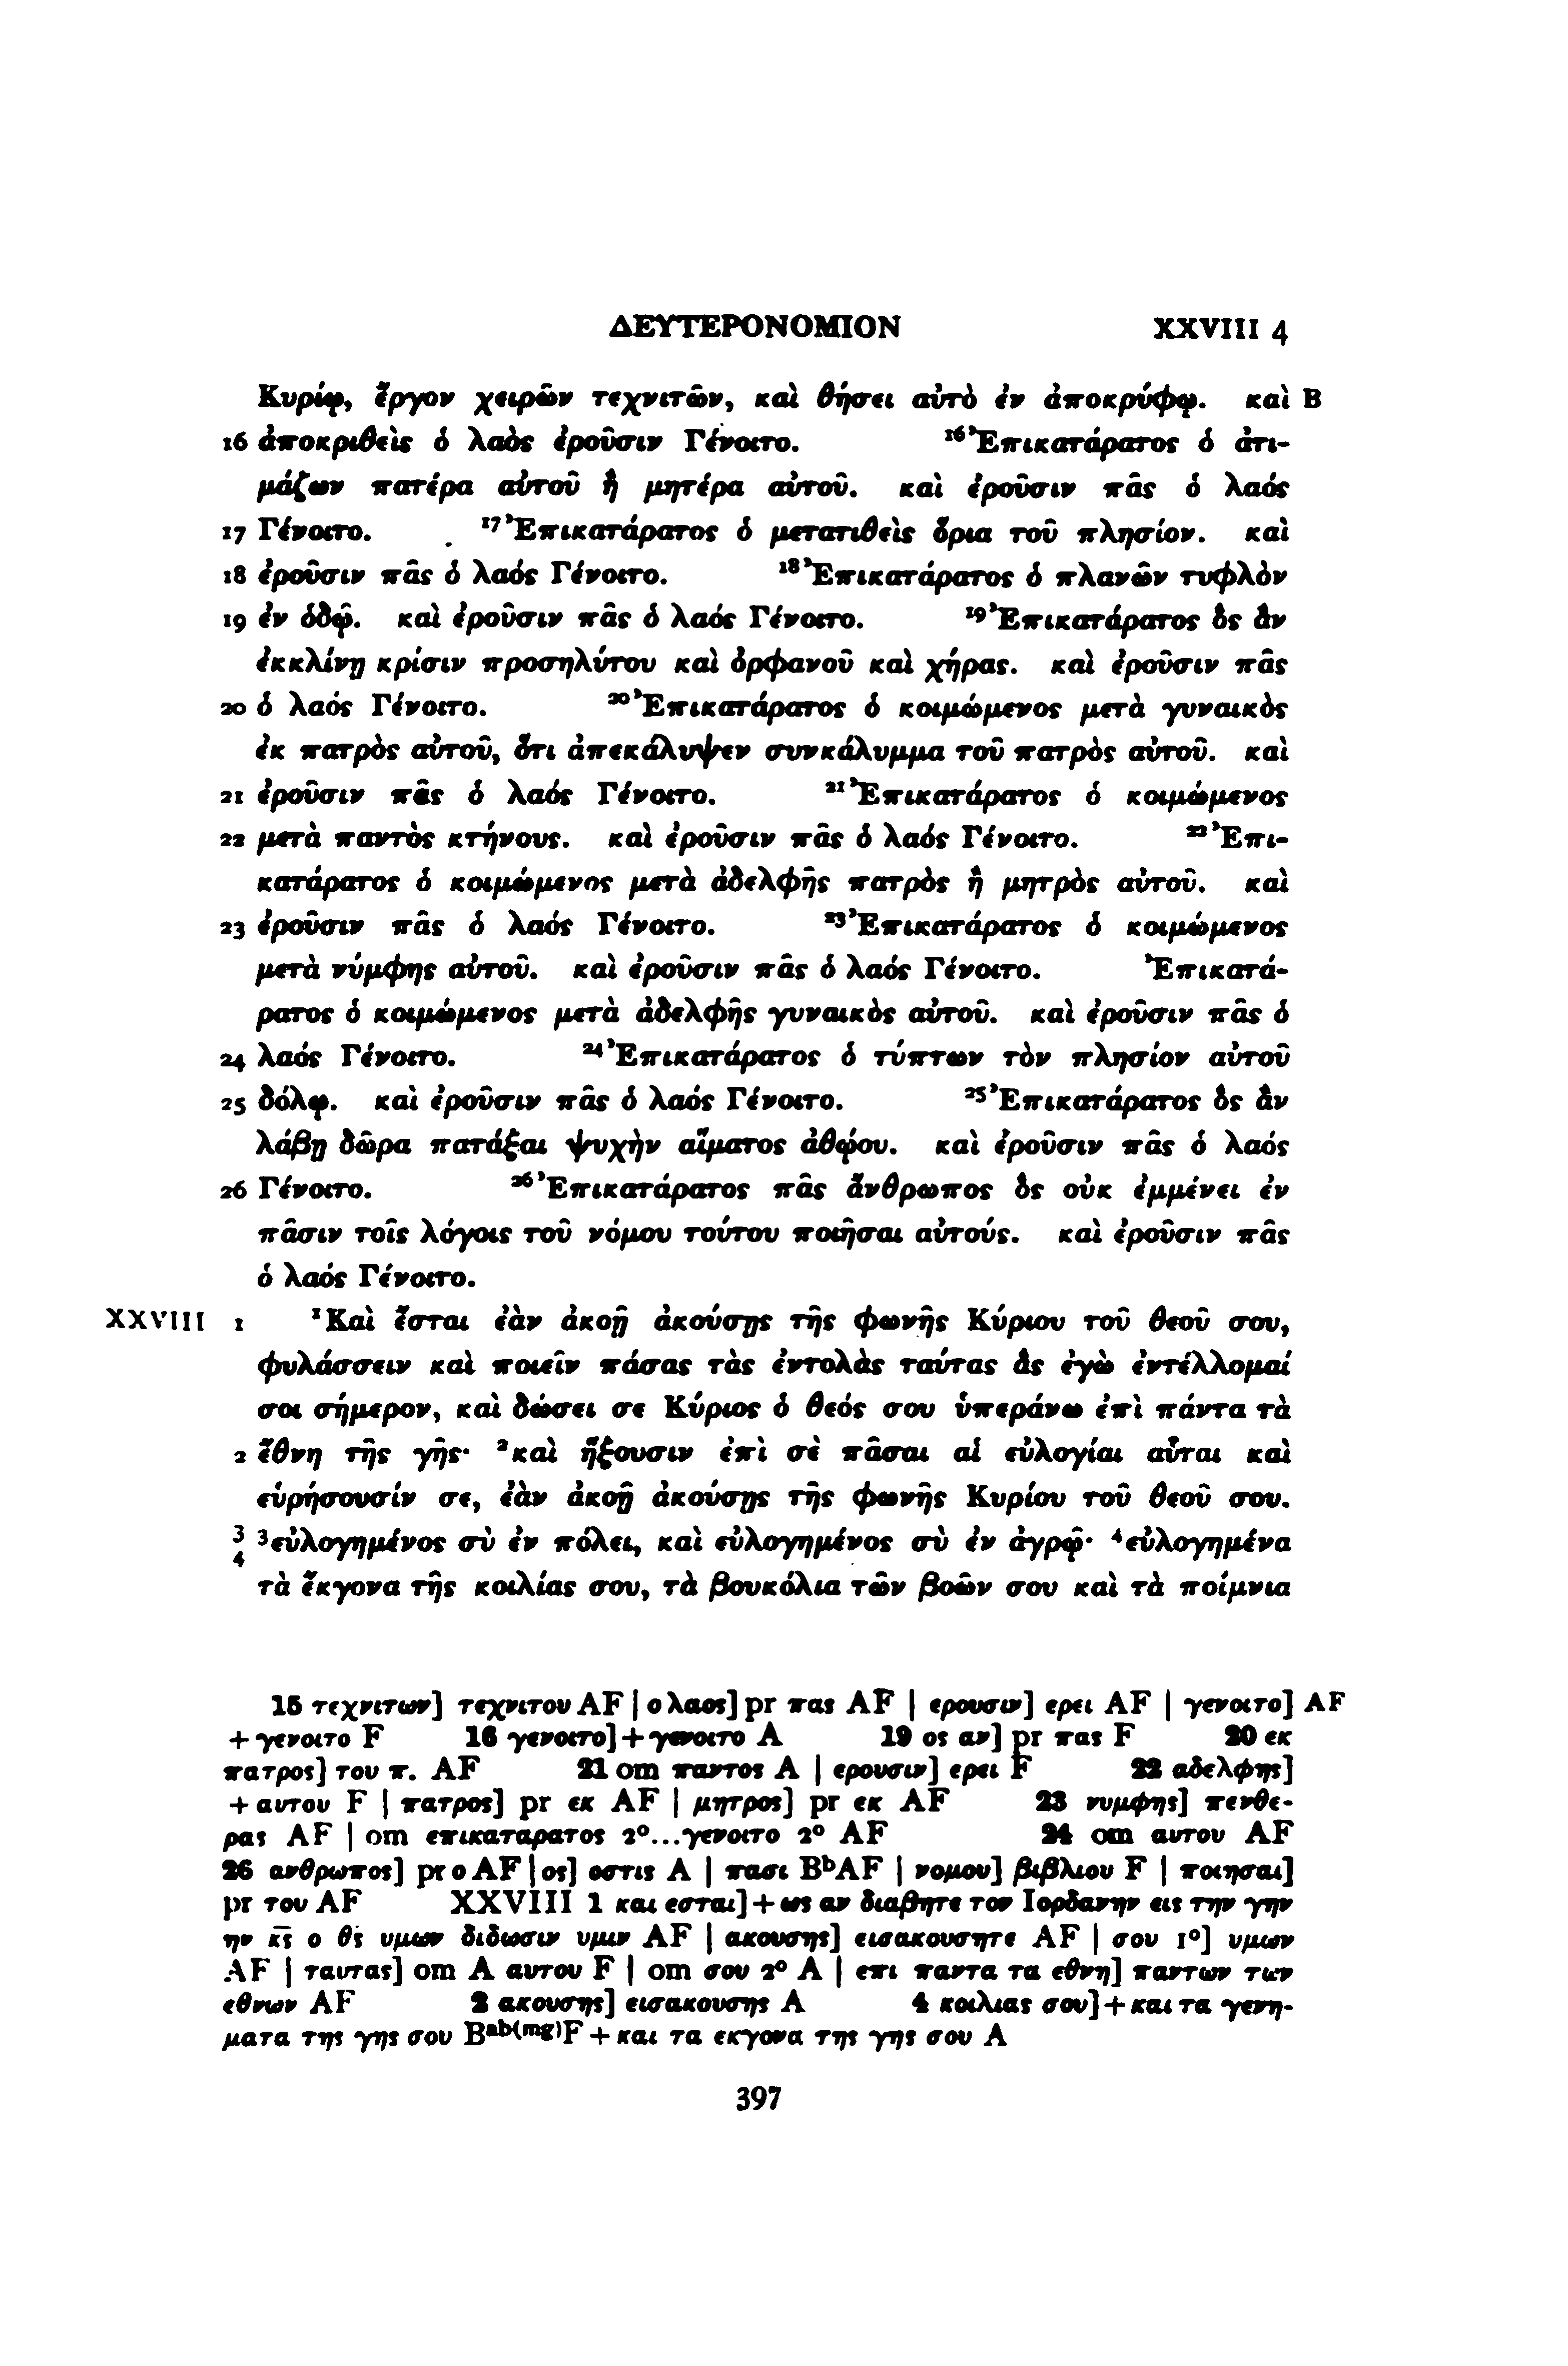 ΔΕΥΤΕΡΟΝΟΜΙΟΝ XXVIII 4
Κυρίῳ, ἔργον χειρῶν τεχνιτῶν, καὶ θήσει αὐτὸ ἐν ἀποκρύφῳ. καὶ B
16 ἀποκριθεὶς ὁ λαὸς ἐροῦσιν Γένοιτο. ¹⁶Ἐπικατάρατος ὁ ἀτι-
μάζων πατέρα αὐτοῦ ἢ μητέρα αὐτοῦ. καὶ ἐροῦσιν πᾶς ὁ λαός
17 Γένοιτο. ¹⁷Ἐπικατάρατος ὁ μετατιθεὶς ὅρια τοῦ πλησίον. καὶ
18 ἐροῦσιν πᾶς ὁ λαός Γένοιτο. ¹⁸Ἐπικατάρατος ὁ πλανῶν τυφλὸν
19 ἐν ὁδῷ. καὶ ἐροῦσιν πᾶς ὁ λαός Γένοιτο. ¹⁹Ἐπικατάρατος ὃς ἂν
ἐκκλίνῃ κρίσιν προσηλύτου καὶ ὀρφανοῦ καὶ χήρας. καὶ ἐροῦσιν πᾶς
20 ὁ λαός Γένοιτο. ²⁰Ἐπικατάρατος ὁ κοιμώμενος μετὰ γυναικὸς
ἐκ πατρὸς αὐτοῦ, ὅτι ἀπεκάλυψεν συνκάλυμμα τοῦ πατρὸς αὐτοῦ. καὶ
21 ἐροῦσιν πᾶς ὁ λαός Γένοιτο. ²¹Ἐπικατάρατος ὁ κοιμώμενος
22 μετὰ παντὸς κτήνους. καὶ ἐροῦσιν πᾶς ὁ λαός Γένοιτο. ²²Ἐπι-
κατάρατος ὁ κοιμώμενος μετὰ ἀδελφῆς πατρὸς ἢ μητρὸς αὐτοῦ. καὶ
23 ἐροῦσιν πᾶς ὁ λαός Γένοιτο. ²³Ἐπικατάρατος ὁ κοιμώμενος
μετὰ νύμφης αὐτοῦ. καὶ ἐροῦσιν πᾶς ὁ λαός Γένοιτο. Ἐπικατά-
ρατος ὁ κοιμώμενος μετὰ ἀδελφῆς γυναικὸς αὐτοῦ. καὶ ἐροῦσιν πᾶς ὁ
24 λαός Γένοιτο. ²⁴Ἐπικατάρατος ὁ τύπτων τὸν πλησίον αὐτοῦ
25 δόλῳ. καὶ ἐροῦσιν πᾶς ὁ λαός Γένοιτο. ²⁵Ἐπικατάρατος ὃς ἂν
λάβῃ δῶρα πατάξαι ψυχὴν αἵματος ἀθῴου. καὶ ἐροῦσιν πᾶς ὁ λαός
26 Γένοιτο. ²⁶Ἐπικατάρατος πᾶς ἄνθρωπος ὃς οὐκ ἐμμένει ἐν
πᾶσιν τοῖς λόγοις τοῦ νόμου τούτου ποιῆσαι αὐτούς. καὶ ἐροῦσιν πᾶς
ὁ λαός Γένοιτο.
XXVIII 1 ¹Καὶ ἔσται ἐὰν ἀκοῇ ἀκούσῃς τῆς φωνῆς Κύριου τοῦ θεοῦ σου,
φυλάσσειν καὶ ποιεῖν πάσας τὰς ἐντολὰς ταύτας ἃς ἐγὼ ἐντέλλομαί
σοι σήμερον, καὶ δώσει σε Κύριος ὁ θεός σου ὑπεράνω ἐπὶ πάντα τὰ
2 ἔθνη τῆς γῆς· ²καὶ ἥξουσιν ἐπὶ σὲ πᾶσαι αἱ εὐλογίαι αὗται καὶ
εὑρήσουσίν σε, ἐὰν ἀκοῇ ἀκούσῃς τῆς φωνῆς Κυρίου τοῦ θεοῦ σου.
3 4 ³εὐλογημένος σὺ ἐν πόλει, καὶ εὐλογημένος σὺ ἐν ἀγρῷ· ⁴εὐλογημένα
τὰ ἔκγονα τῆς κοιλίας σου, τὰ βουκόλια τῶν βοῶν σου καὶ τὰ ποίμνια
15 τεχνιτων] τεχνιτου AF | ο λαος] pr πας AF | ερουσιν] ερει AF | γενοιτο] AF
+ γενοιτο F 16 γενοιτο] + γενοιτο A 19 ος αν] pr πας F 20 εκ
πατρος] του π. AF 21 om παντος A | ερουσιν] ερει F 22 αδελφης]
+ αυτου F | πατρος] pr εκ AF | μητρος] pr εκ AF 23 νυμφης] πενθε-
ρας AF | om επικαταρατος 2°...γενοιτο 2° AF 24 om αυτου AF
26 ανθρωπος] pr ο AF | ος] οστις A | πασι BᵇAF | νομου] βιβλιου F | ποιησαι]
pr του AF XXVIII 1 και εσται] + ως αν διαβητε τον Ιορδανην εις την γην
ην κ̅ς̅ ο θ̅ς̅ υμων διδωσιν υμιν AF | ακουσης] εισακουσητε AF | σου 1°] υμων
AF | ταυτας] om A αυτου F | om σου 2° A | επι παντα τα εθνη] παντων των
εθνων AF 2 ακουσης] εισακουσης A 4 κοιλιας σου] + και τα γενη-
ματα της γης σου Bᵃᵇ⁽ᵐᵍ⁾F + και τα εκγονα της γης σου A
397